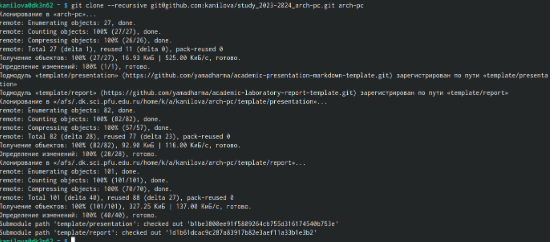 kanilova@dk3n62 ~ $ git clone --recursive git@github.com:kanilova/study_2023-2024_arch-pc.git arch-pc
Клонирование в «arch-pc»...
remote: Enumerating objects: 27, done.
remote: Counting objects: 100% (27/27), done.
remote: Compressing objects: 100% (26/26), done.
remote: Total 27 (delta 1), reused 11 (delta 0), pack-reused 0
Получение объектов: 100% (27/27), 16.93 КиБ | 525.00 КиБ/с, готово.
Определение изменений: 100% (1/1), готово.
Подмодуль «template/presentation» (https://github.com/yamadharma/academic-presentation-markdown-template.git) зарегистрирован по пути «template/presenta
tion»
Подмодуль «template/report» (https://github.com/yamadharma/academic-laboratory-report-template.git) зарегистрирован по пути «template/report»
Клонирование в «/afs/.dk.sci.pfu.edu.ru/home/k/a/kanilova/arch-pc/template/presentation»...
remote: Enumerating objects: 82, done.
remote: Counting objects: 100% (82/82), done.
remote: Compressing objects: 100% (57/57), done.
remote: Total 82 (delta 28), reused 77 (delta 23), pack-reused 0
Получение объектов: 100% (82/82), 92.90 КиБ | 116.00 КиБ/с, готово.
Определение изменений: 100% (28/28), готово.
Клонирование в «/afs/.dk.sci.pfu.edu.ru/home/k/a/kanilova/arch-pc/template/report»...
remote: Enumerating objects: 101, done.
remote: Counting objects: 100% (101/101), done.
remote: Compressing objects: 100% (70/70), done.
remote: Total 101 (delta 40), reused 88 (delta 27), pack-reused 0
Получение объектов: 100% (101/101), 327.25 КиБ | 137.00 КиБ/с, готово.
Определение изменений: 100% (40/40), готово.
Submodule path 'template/presentation': checked out
Submodule path 'template/report': checked out
kanilova@dk3n62 ~ $